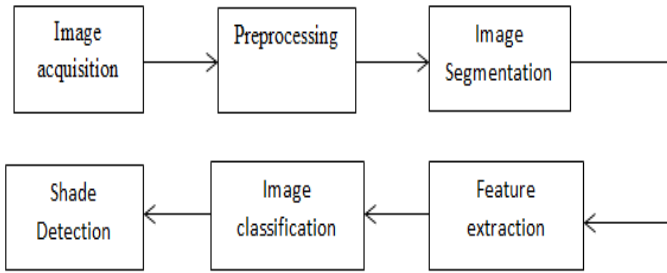 Image
acquisition
Preprocessing
Image
Segmentation
Feature
extraction
Image
classification
Shade
Detection